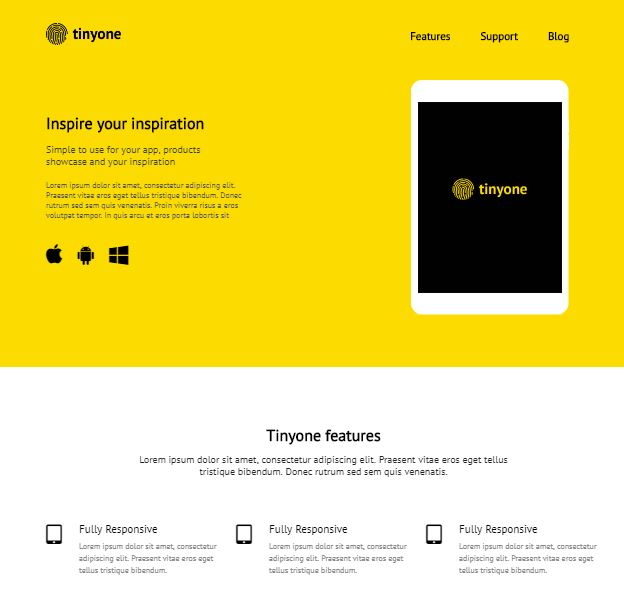 tinyone
Features Support Blog
Inspire your inspiration
Simple to use for your app, products
showcase and your inspiration
Lorem ipsum dolor sit amet, consectetur adipiscing elit.
Praesent vitae eros eget tellus tristique bibendum. Donec
rutrum sed sem quis venenatis. Proin viverra risus a eros
volutpat tempor. In quis arcu et eros porta lobortis sit
tinyone
Tinyone features
Lorem ipsum dolor sit amet, consectetur adipiscing elit. Praesent vitae eros eget tellus
tristique bibendum. Donec rutrum sed sem quis venenatis.
Fully Responsive
Lorem ipsum dolor sit amet, consectetur
adipiscing elit. Praesent vitae eros eget
tellus tristique bibendum.
Fully Responsive
Lorem ipsum dolor sit amet, consectetur
adipiscing elit. Praesent vitae eros eget
tellus tristique bibendum.
Fully Responsive
Lorem ipsum dolor sit amet, consectetur
adipiscing elit. Praesent vitae eros eget
tellus tristique bibendum.